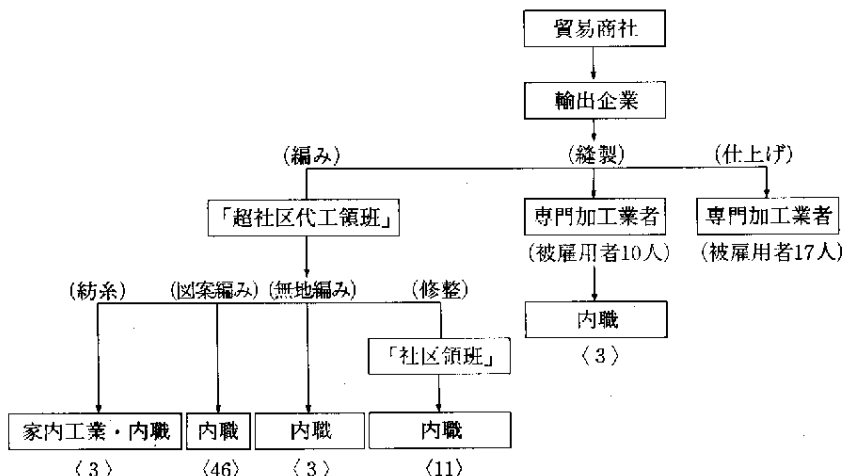 貿易商社
輸出企業
(編み) (縫製) (仕上げ)
「超社区代工領班」 専門加工業者 専門加工業者
(被雇用者10人) (被雇用者17人)
(紡糸) (図案編み) (無地編み) (修整)
内職
「社区領班」 〈3〉
家内工業・内職 内職 内職 内職
〈3〉 〈46〉 〈3〉 〈11〉